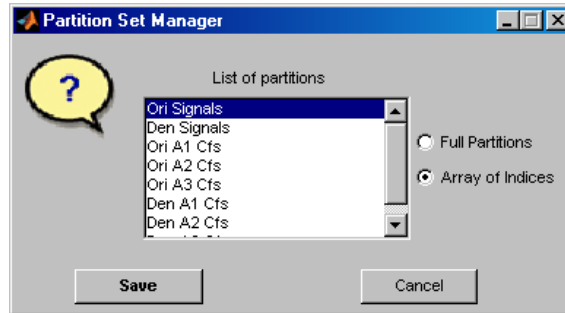 Partition Set Manager
?
List of partitions
Ori Signals
Den Signals
Ori A1 Cfs
Ori A2 Cfs
Ori A3 Cfs
Den A1 Cfs
Den A2 Cfs
Full Partitions
Array of Indices
Save
Cancel